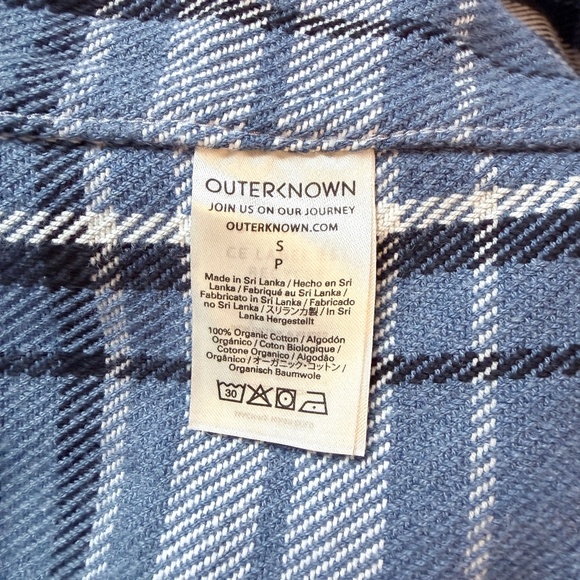 OUTERKNOWN
JOIN US ON OUR JOURNEY
OUTERKNOWN.COM
S
P
Made in Sri Lanka / Hecho en Sri
Lanka / Fabriqué au Sri Lanka /
Fabbricato in Sri Lanka / Fabricado
no Sri Lanka / スリランカ製 / In Sri
Lanka Hergestellt
100% Organic Cotton / Algodón
Orgánico / Coton Biologique /
Cotone Organico / Algodão
Orgânico / オーガニック・コットン /
Organisch Baumwole
30